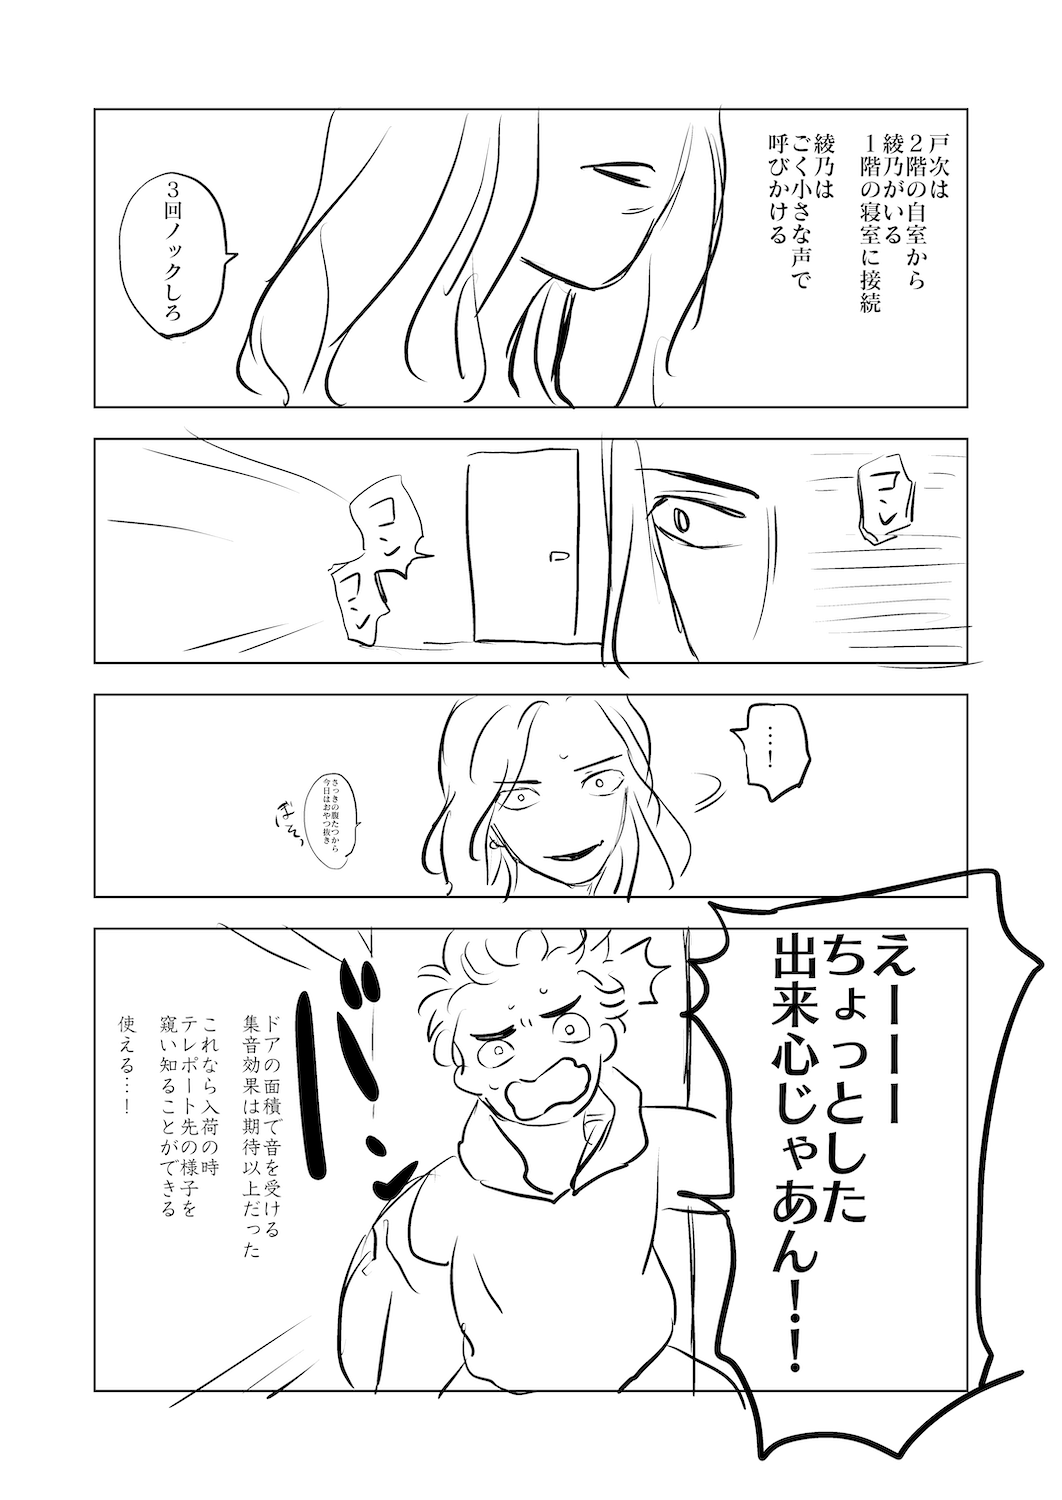 戸次は
２階の自室から
綾乃がいる
１階の寝室に接続
綾乃は
ごく小さな声で
呼びかける
３回ノックしろ
コン
コン
コン
…！
さっきの腹たつから
今日はおやつ抜き
ぼそっ
えーーーー
ちょっとした
出来心じゃあん！！
バーン
ドアの面積で音を受ける
集音効果は期待以上だった
これなら入荷の時
テレポート先の様子を
窺い知ることができる
使える…！